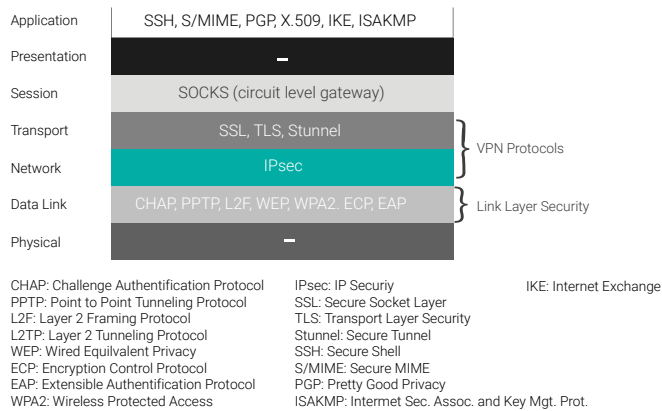 Application SSH, S/MIME, PGP, X.509, IKE, ISAKMP
Presentation –
Session SOCKS (circuit level gateway)
Transport SSL, TLS, Stunnel
VPN Protocols
Network IPsec
Data Link CHAP, PPTP, L2F, WEP, WPA2. ECP, EAP Link Layer Security
Physical –
CHAP: Challenge Authentification Protocol
PPTP: Point to Point Tunneling Protocol
L2F: Layer 2 Framing Protocol
L2TP: Layer 2 Tunneling Protocol
WEP: Wired Equilvalent Privacy
ECP: Encryption Control Protocol
EAP: Extensible Authentification Protocol
WPA2: Wireless Protected Access
IPsec: IP Securiy
SSL: Secure Socket Layer
TLS: Transport Layer Security
Stunnel: Secure Tunnel
SSH: Secure Shell
S/MIME: Secure MIME
PGP: Pretty Good Privacy
ISAKMP: Internet Sec. Assoc. and Key Mgt. Prot.
IKE: Internet Exchange